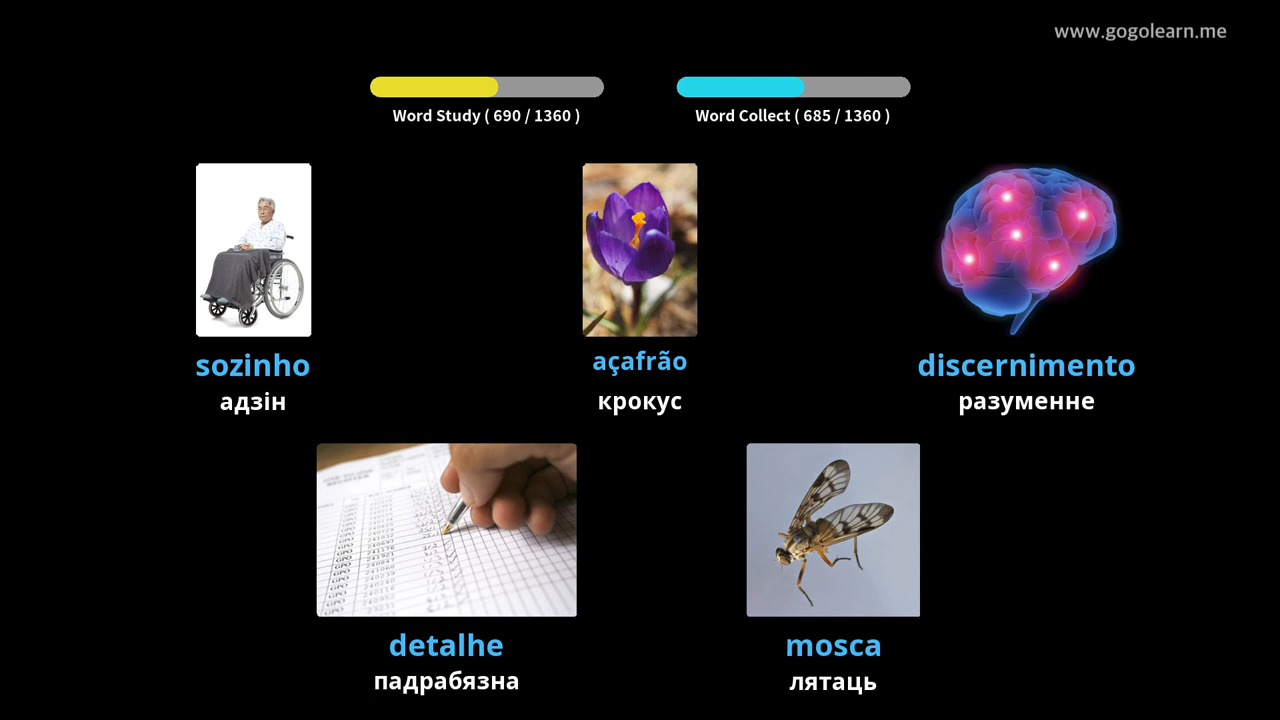 www.gogolearn.me
Word Study ( 690 / 1360 )
Word Collect ( 685 / 1360 )
sozinho
адзін
açafrão
крокус
discernimento
разуменне
detalhe
падрабязна
mosca
лятаць